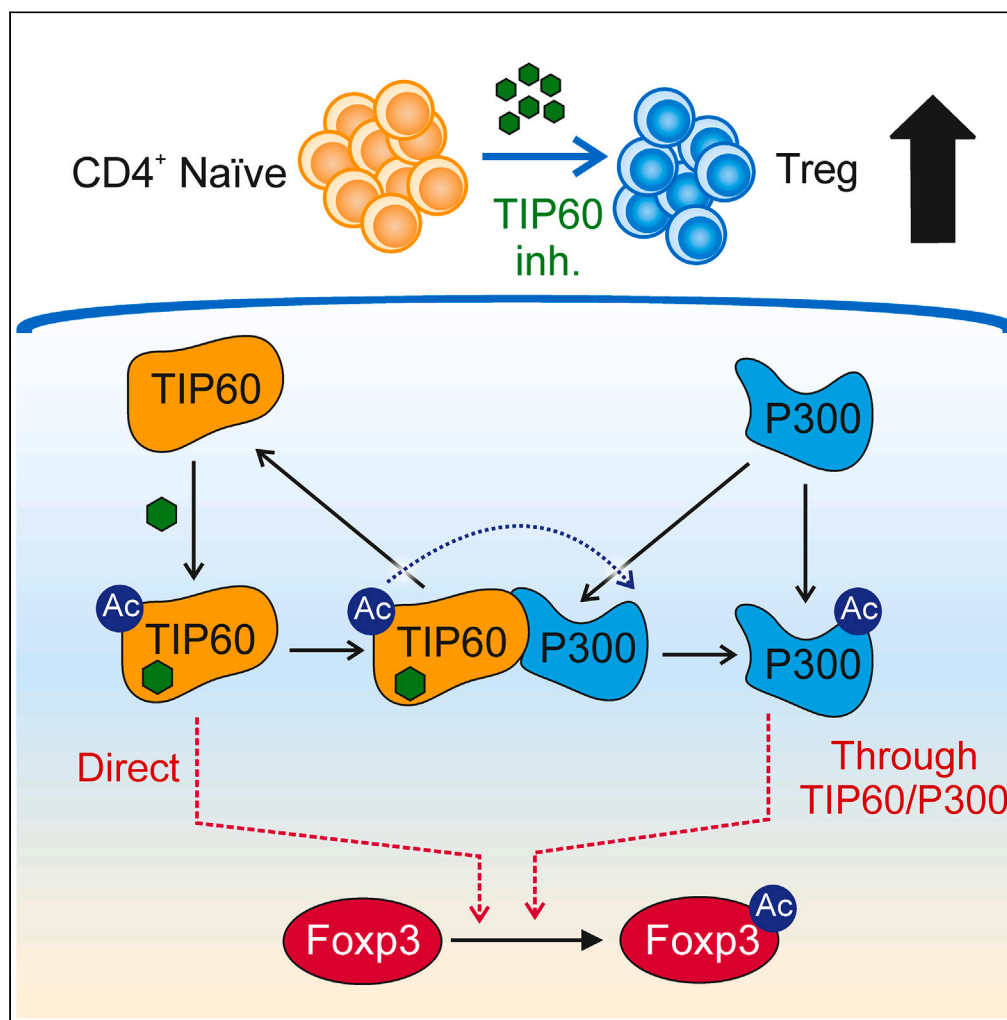 CD4⁺ Naïve
TIP60
inh.
Treg
TIP60
P300
Ac
TIP60
Ac
TIP60
P300
Ac
P300
Direct
Through
TIP60/P300
Foxp3
Ac
Foxp3